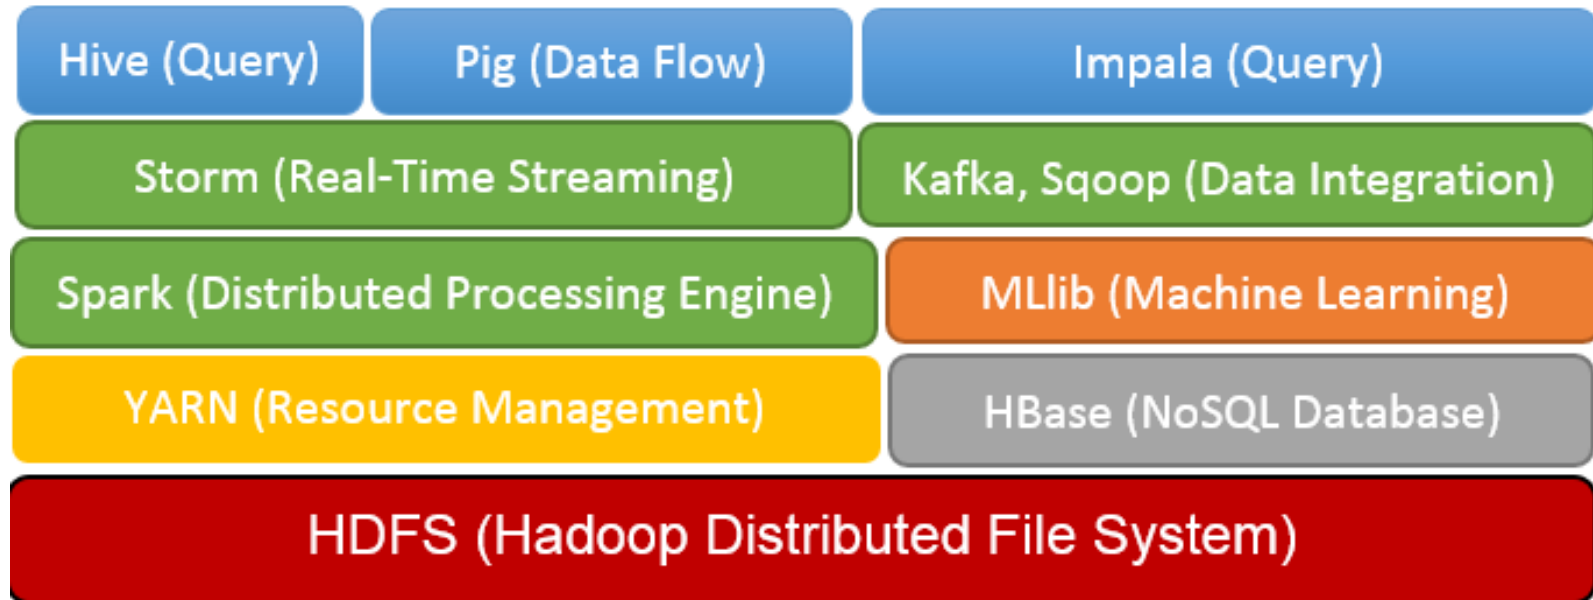 Hive (Query)
Pig (Data Flow)
Impala (Query)
Storm (Real-Time Streaming)
Kafka, Sqoop (Data Integration)
Spark (Distributed Processing Engine)
MLlib (Machine Learning)
YARN (Resource Management)
HBase (NoSQL Database)
HDFS (Hadoop Distributed File System)